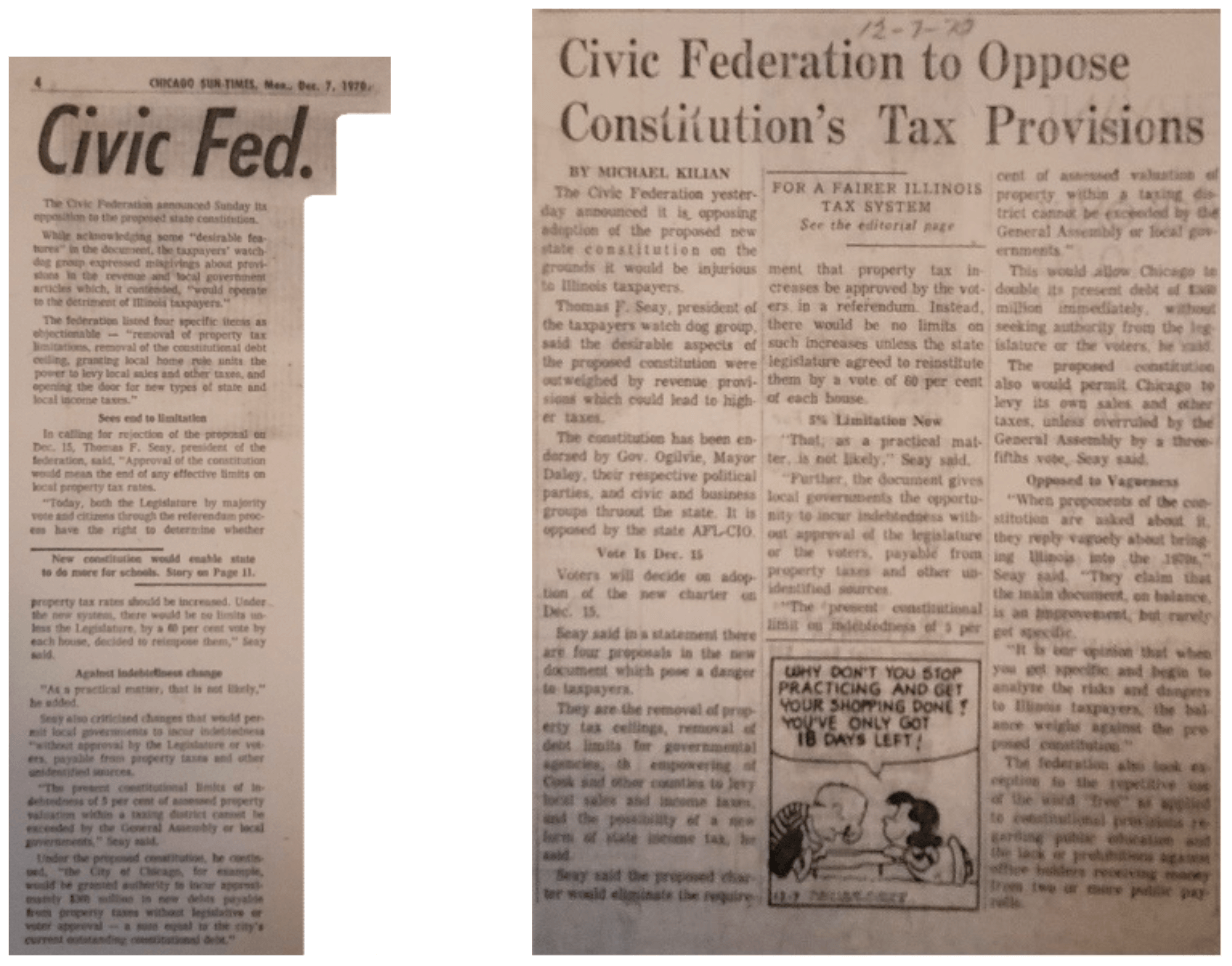 4 CHICAGO SUN-TIMES, Mon., Dec. 7, 1970
Civic Fed.
The Civic Federation announced Sunday its
opposition to the proposed state constitution.
While acknowledging some "desirable fea-
tures" in the document, the taxpayers' watch-
dog group expressed misgivings about provi-
sions in the revenue and local government
articles which, it contended, "would operate
to the detriment of Illinois taxpayers."
The federation listed four specific items as
objectionable — "removal of property tax
limitations, removal of the constitutional debt
ceiling, granting local home rule units the
power to levy local sales and other taxes, and
opening the door for new types of state and
local income taxes."
Sees end to limitation
In calling for rejection of the proposal on
Dec. 15, Thomas F. Seay, president of the
federation, said, "Approval of the constitution
would mean the end of any effective limits on
local property tax rates.
"Today, both the Legislature by majority
vote and citizens through the referendum proc-
ess have the right to determine whether
New constitution would enable state
to do more for schools. Story on Page 11.
property tax rates should be increased. Under
the new system, there would be no limits un-
less the Legislature, by a 60 per cent vote by
each house, decided to reimpose them," Seay
said.
Against indebtedness change
"As a practical matter, that is not likely,"
he added.
Seay also criticized changes that would per-
mit local governments to incur indebtedness
"without approval by the Legislature or vot-
ers, payable from property taxes and other
unidentified sources.
"The present constitutional limits of in-
debtedness of 5 per cent of assessed property
valuation within a taxing district cannot be
exceeded by the General Assembly or local
governments," Seay said.
Under the proposed constitution, he contin-
ued, "the City of Chicago, for example,
would be granted authority to incur approxi-
mately $300 million in new debts payable
from property taxes without legislative or
voter approval — a sum equal to the city's
current outstanding constitutional debt."
12-7-70
Civic Federation to Oppose
Constitution's Tax Provisions
BY MICHAEL KILIAN
The Civic Federation yester-
day announced it is opposing
adoption of the proposed new
state constitution on the
grounds it would be injurious
to Illinois taxpayers.
Thomas F. Seay, president of
the taxpayers watch dog group,
said the desirable aspects of
the proposed constitution were
outweighed by revenue provi-
sions which could lead to high-
er taxes.
The constitution has been en-
dorsed by Gov. Ogilvie, Mayor
Daley, their respective political
parties, and civic and business
groups thruout the state. It is
opposed by the state AFL-CIO.
Vote Is Dec. 15
Voters will decide on adop-
tion of the new charter on
Dec. 15.
Seay said in a statement there
are four proposals in the new
document which pose a danger
to taxpayers.
They are the removal of prop-
erty tax ceilings, removal of
debt limits for governmental
agencies, th empowering of
Cook and other counties to levy
local sales and income taxes,
and the possibility of a new
form of state income tax, he
said.
Seay said the proposed char-
ter would eliminate the require-
FOR A FAIRER ILLINOIS
TAX SYSTEM
See the editorial page
ment that property tax in-
creases be approved by the vot-
ers in a referendum. Instead,
there would be no limits on
such increases unless the state
legislature agreed to reinstitute
them by a vote of 60 per cent
of each house.
5% Limitation Now
"That, as a practical mat-
ter, is not likely," Seay said.
"Further, the document gives
local governments the opportu-
nity to incur indebtedness with-
out approval of the legislature
or the voters, payable from
property taxes and other un-
identified sources.
"The present constitutional
limit on indebtedness of 5 per
WHY DON'T YOU STOP
PRACTICING AND GET
YOUR SHOPPING DONE!
YOU'VE ONLY GOT
18 DAYS LEFT!
12-7
cent of assessed valuation of
property within a taxing dis-
trict cannot be exceeded by the
General Assembly or local gov-
ernments."
This would allow Chicago to
double its present debt of $300
million immediately, without
seeking authority from the leg-
islature or the voters, he said.
The proposed constitution
also would permit Chicago to
levy its own sales and other
taxes, unless overruled by the
General Assembly by a three-
fifths vote, Seay said.
Opposed to Vagueness
"When proponents of the con-
stitution are asked about it,
they reply vaguely about bring-
ing Illinois into the 1970s,"
Seay said. "They claim that
the main document, on balance,
is an improvement, but rarely
get specific.
"It is our opinion that when
you get specific and begin to
analyze the risks and dangers
to Illinois taxpayers, the bal-
ance weighs against the pro-
posed constitution."
The federation also took ex-
ception to the repetitive use
of the word "free" as applied
to constitutional provisions re-
garding public education and
the lack or prohibitions against
office holders receiving money
from two or more public pay-
rolls.